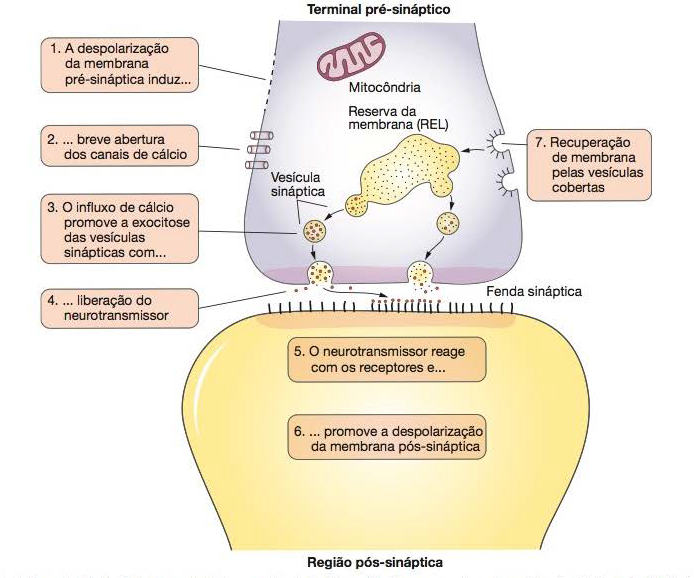 Terminal pré-sináptico
1. A despolarização
da membrana
pré-sináptica induz...
Mitocôndria
Reserva da
membrana (REL)
2. ... breve abertura
dos canais de cálcio
7. Recuperação
de membrana
pelas vesículas
cobertas
Vesícula
sináptica
3. O influxo de cálcio
promove a exocitose
das vesículas
sinápticas com...
4. ... liberação do
neurotransmissor
Fenda sináptica
5. O neurotransmissor reage
com os receptores e...
6. ... promove a despolarização
da membrana pós-sináptica
Região pós-sináptica